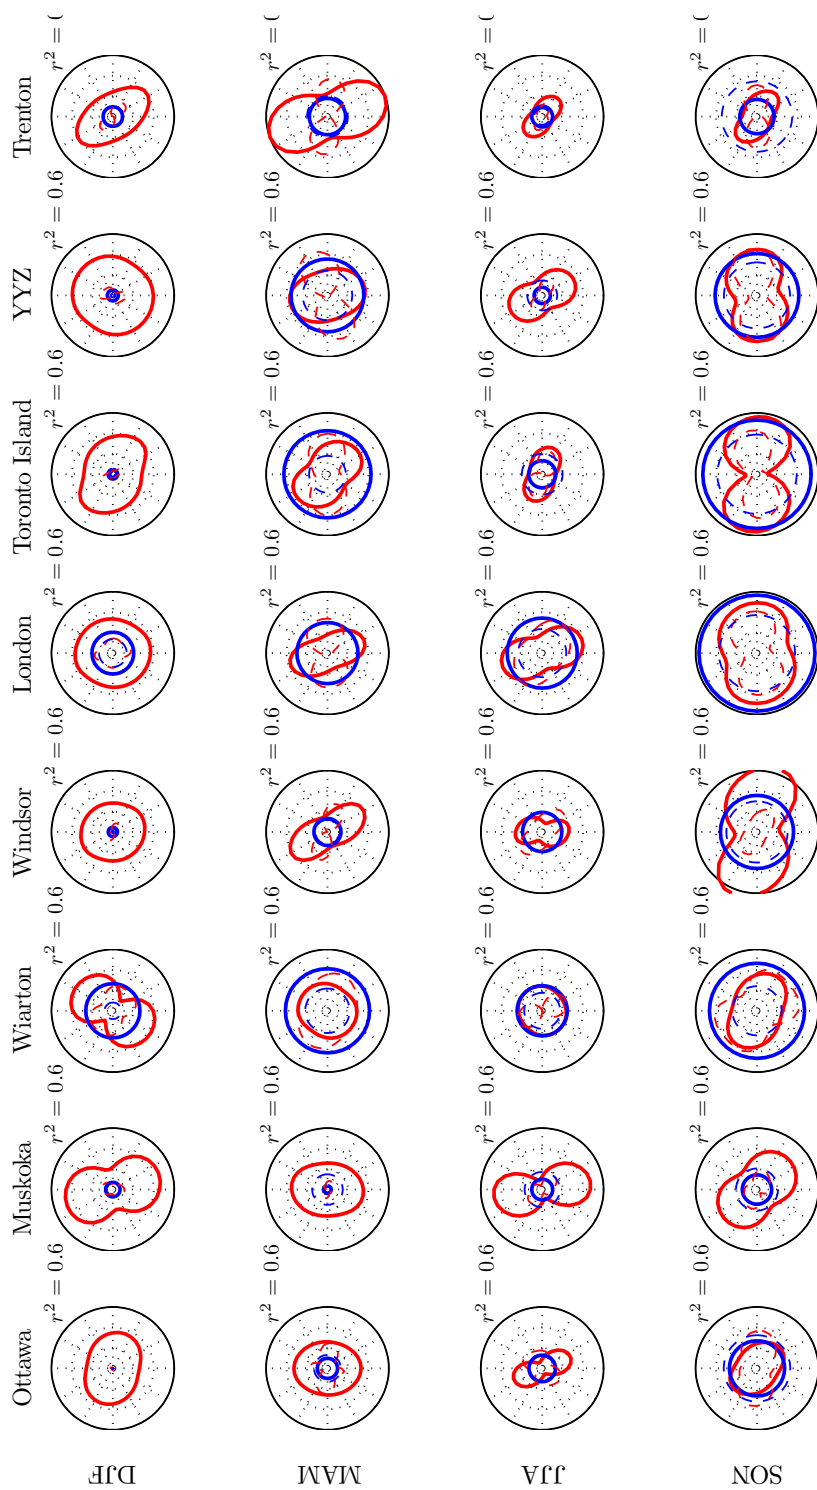 Ottawa Muskoka Wiarton Windsor London Toronto Island YYZ Trenton
r² = 0.6 r² = 0.6 r² = 0.6 r² = 0.6 r² = 0.6 r² = 0.6 r² = 0.6 r² =
DJF
r² = 0.6 r² = 0.6 r² = 0.6 r² = 0.6 r² = 0.6 r² = 0.6 r² = 0.6 r² =
MAM
r² = 0.6 r² = 0.6 r² = 0.6 r² = 0.6 r² = 0.6 r² = 0.6 r² = 0.6 r² =
JJA
r² = 0.6 r² = 0.6 r² = 0.6 r² = 0.6 r² = 0.6 r² = 0.6 r² = 0.6 r² =
SON